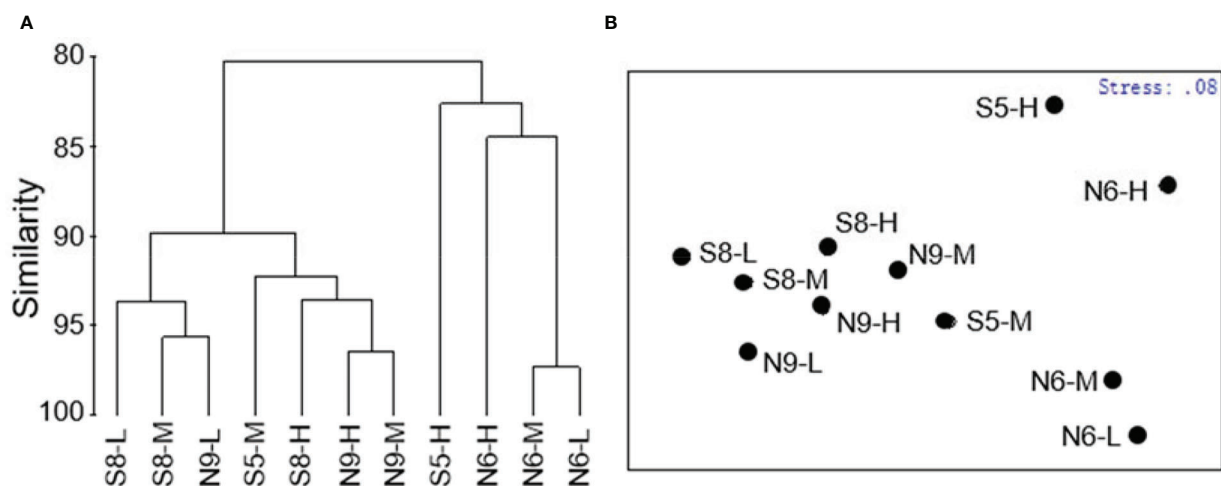 A
Similarity
80
85
90
95
100
S8-L
S8-M
N9-L
S5-M
S8-H
N9-H
N9-M
S5-H
N6-H
N6-M
N6-L
B
Stress: .08
S5-H
N6-H
S8-H
S8-L
N9-M
S8-M
N9-H
S5-M
N9-L
N6-M
N6-L